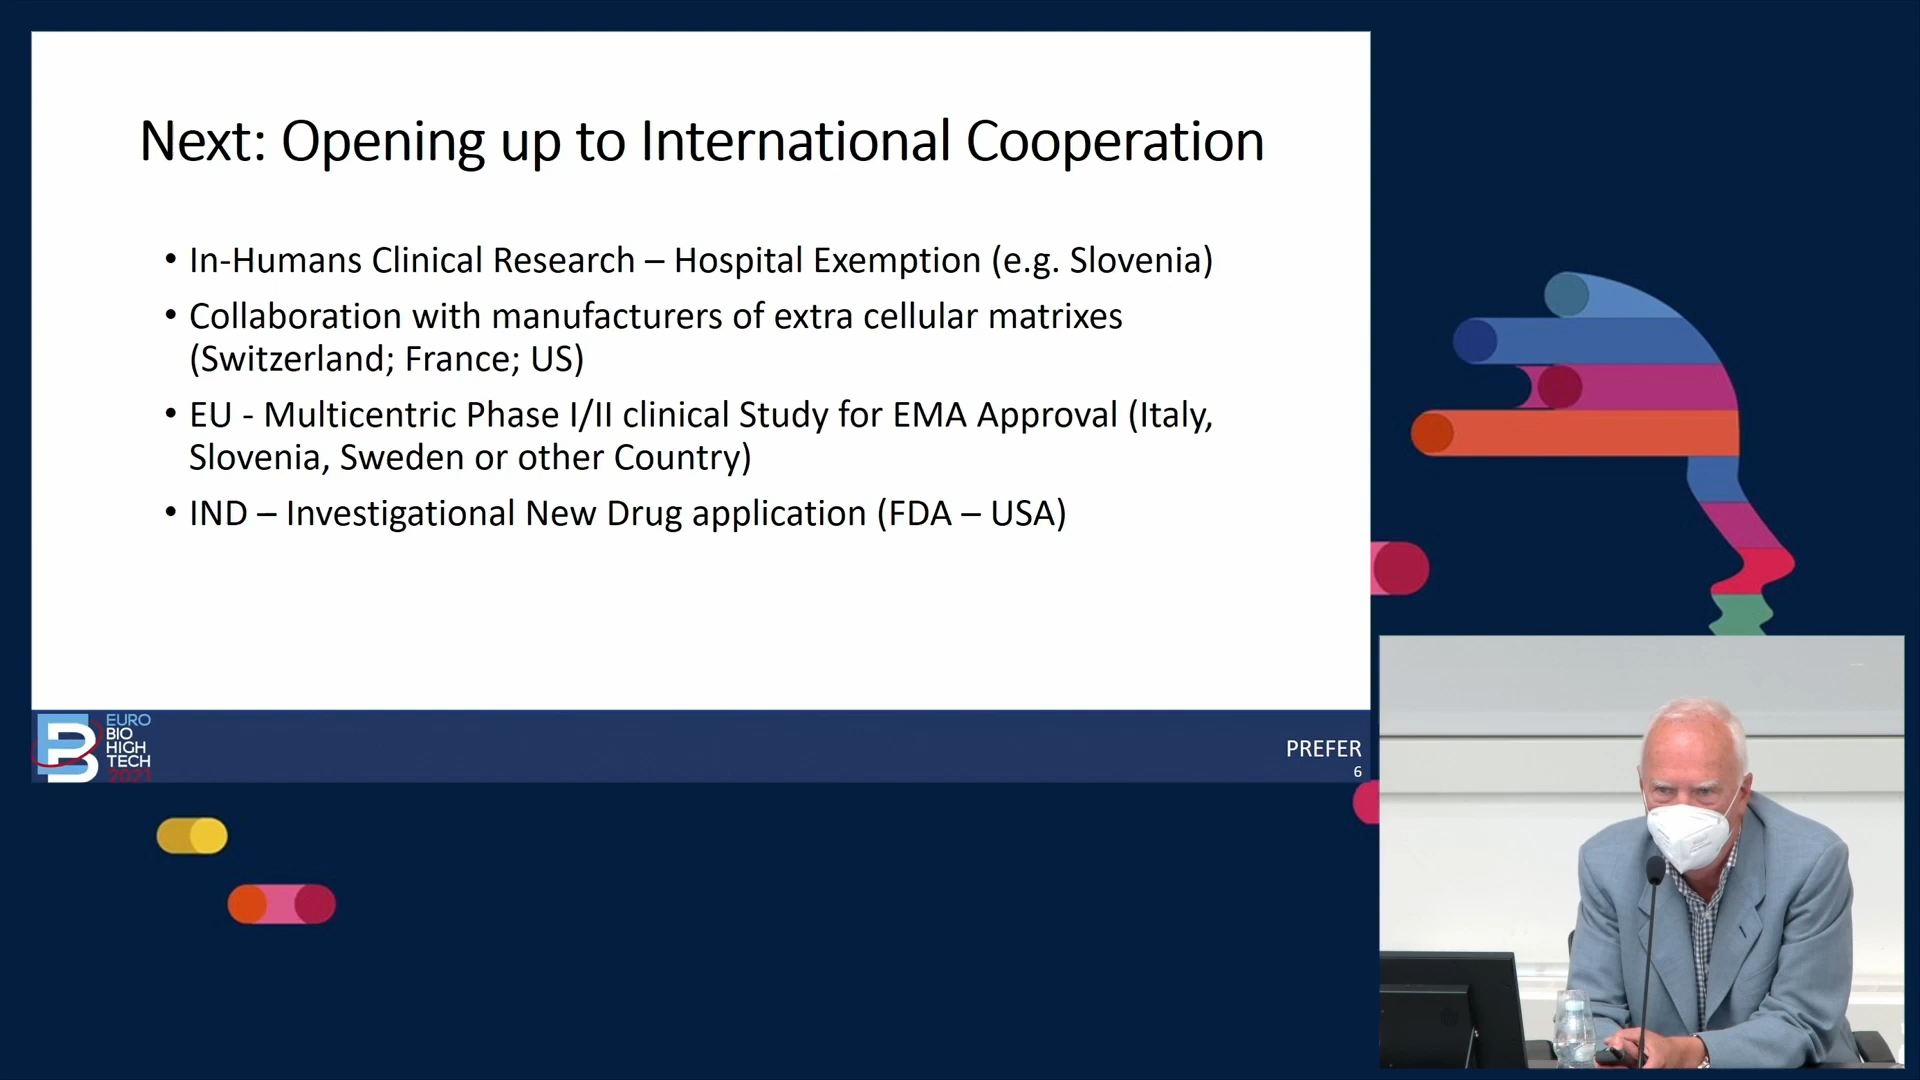 Next: Opening up to International Cooperation
• In-Humans Clinical Research – Hospital Exemption (e.g. Slovenia)
• Collaboration with manufacturers of extra cellular matrixes
(Switzerland; France; US)
• EU - Multicentric Phase I/II clinical Study for EMA Approval (Italy,
Slovenia, Sweden or other Country)
• IND – Investigational New Drug application (FDA – USA)
EURO
BIO
HIGH
TECH
2021
PREFER
6